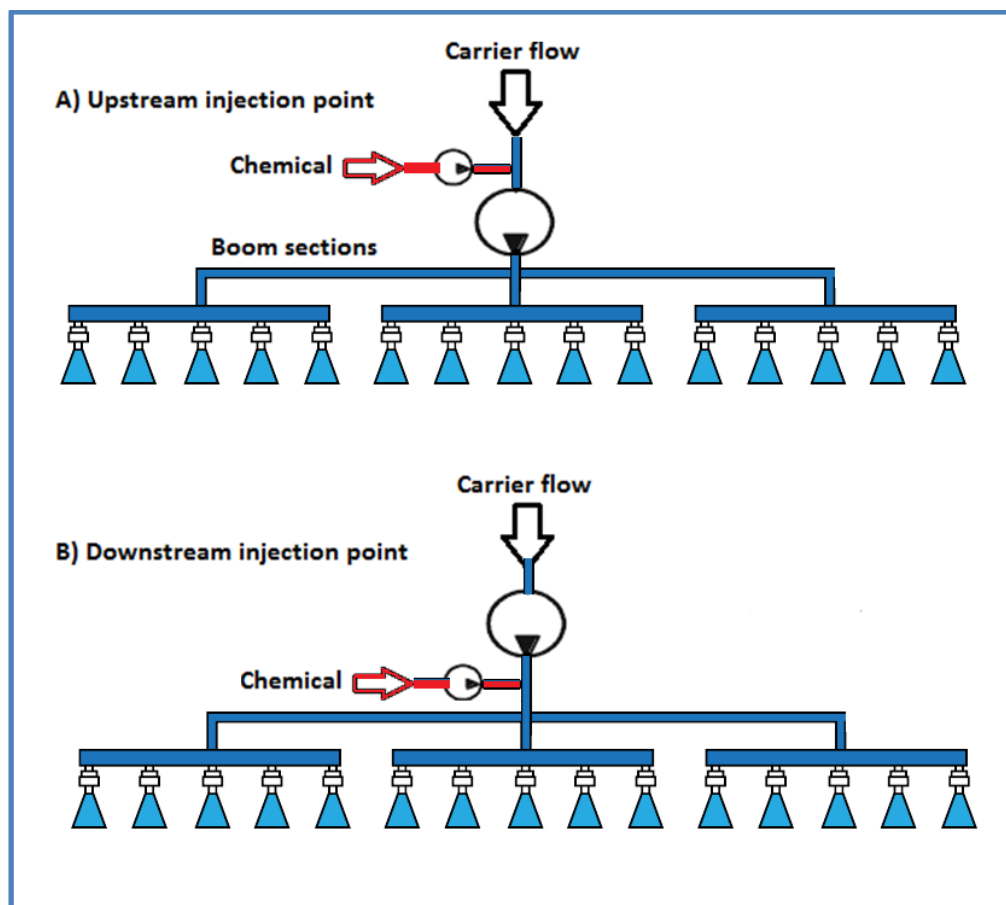 Carrier flow
A) Upstream injection point
Chemical
Boom sections
Carrier flow
B) Downstream injection point
Chemical